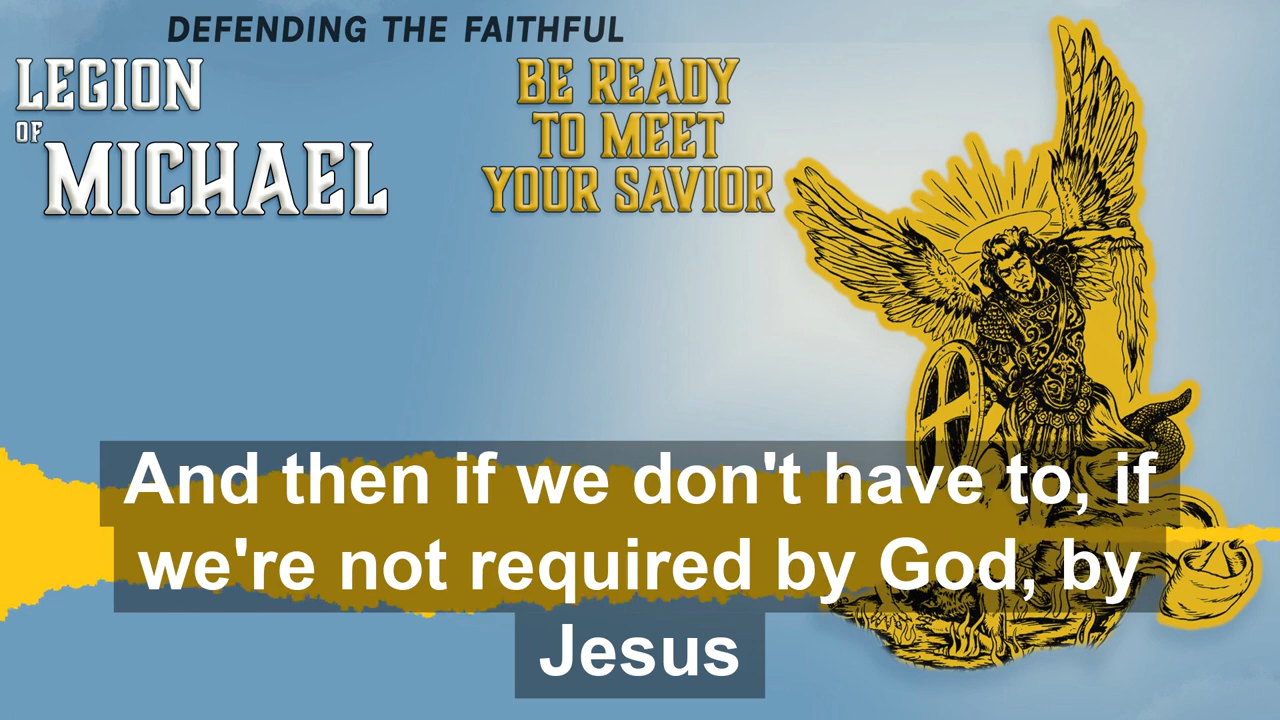 DEFENDING THE FAITHFUL
LEGION
OF
MICHAEL
BE READY
TO MEET
YOUR SAVIOR
And then if we don't have to, if
we're not required by God, by
Jesus